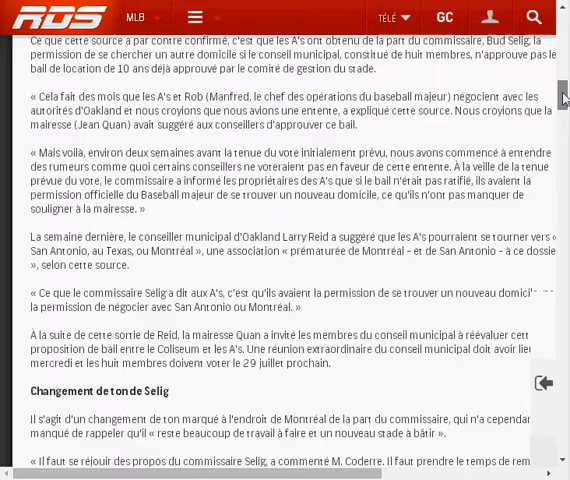 RDS MLB TÉLÉ GC
Ce que cette source a par contre confirmé, c'est que les A's ont obtenu de la part du commissaire, Bud Selig, la
permission de se chercher un autre domicile si le conseil municipal, constitué de huit membres, n'approuve pas le
bail de location de 10 ans déjà approuvé par le comité de gestion du stade.
« Cela fait des mois que les A's et Rob (Manfred, le chef des opérations du baseball majeur) négocient avec les
autorités d'Oakland et nous croyions que nous avions une entente, a expliqué cette source. Nous croyions que la
mairesse (Jean Quan) avait suggéré aux conseillers d'approuver ce bail.
« Mais voilà, environ deux semaines avant la tenue du vote initialement prévu, nous avons commencé à entendre
des rumeurs comme quoi certains conseillers ne voteraient pas en faveur de cette entente. À la veille de la tenue
prévue du vote, le commissaire a informé les propriétaires des A's que si le bail n'était pas ratifié, ils avaient la
permission officielle du Baseball majeur de se trouver un nouveau domicile, ce qu'ils n'ont pas manquer de
souligner à la mairesse. »
La semaine dernière, le conseiller municipal d'Oakland Larry Reid a suggéré que les A's pourraient se tourner vers «
San Antonio, au Texas, ou Montréal », une association « prématurée de Montréal – et de San Antonio – à ce dossie
», selon cette source.
« Ce que le commissaire Selig a dit aux A's, c'est qu'ils avaient la permission de se trouver un nouveau
la permission de négocier avec San Antonio ou Montréal. »
À la suite de cette sortie de Reid, la mairesse Quan a invité les membres du conseil municipal à réévaluer cett
proposition de bail entre le Coliseum et les A's. Une réunion extraordinaire du conseil municipal doit avoir lieu
mercredi et les huit membres doivent voter le 29 juillet prochain.
Changement de ton de Selig
Il s'agit d'un changement de ton marqué à l'endroit de Montréal de la part du commissaire, qui n'a cependan
manqué de rappeler qu'il « reste beaucoup de travail à faire et un nouveau stade à bâtir ».
« Il faut se réjouir des propos du commissaire Selig, a commenté M. Coderre. Il faut prendre le temps de rem